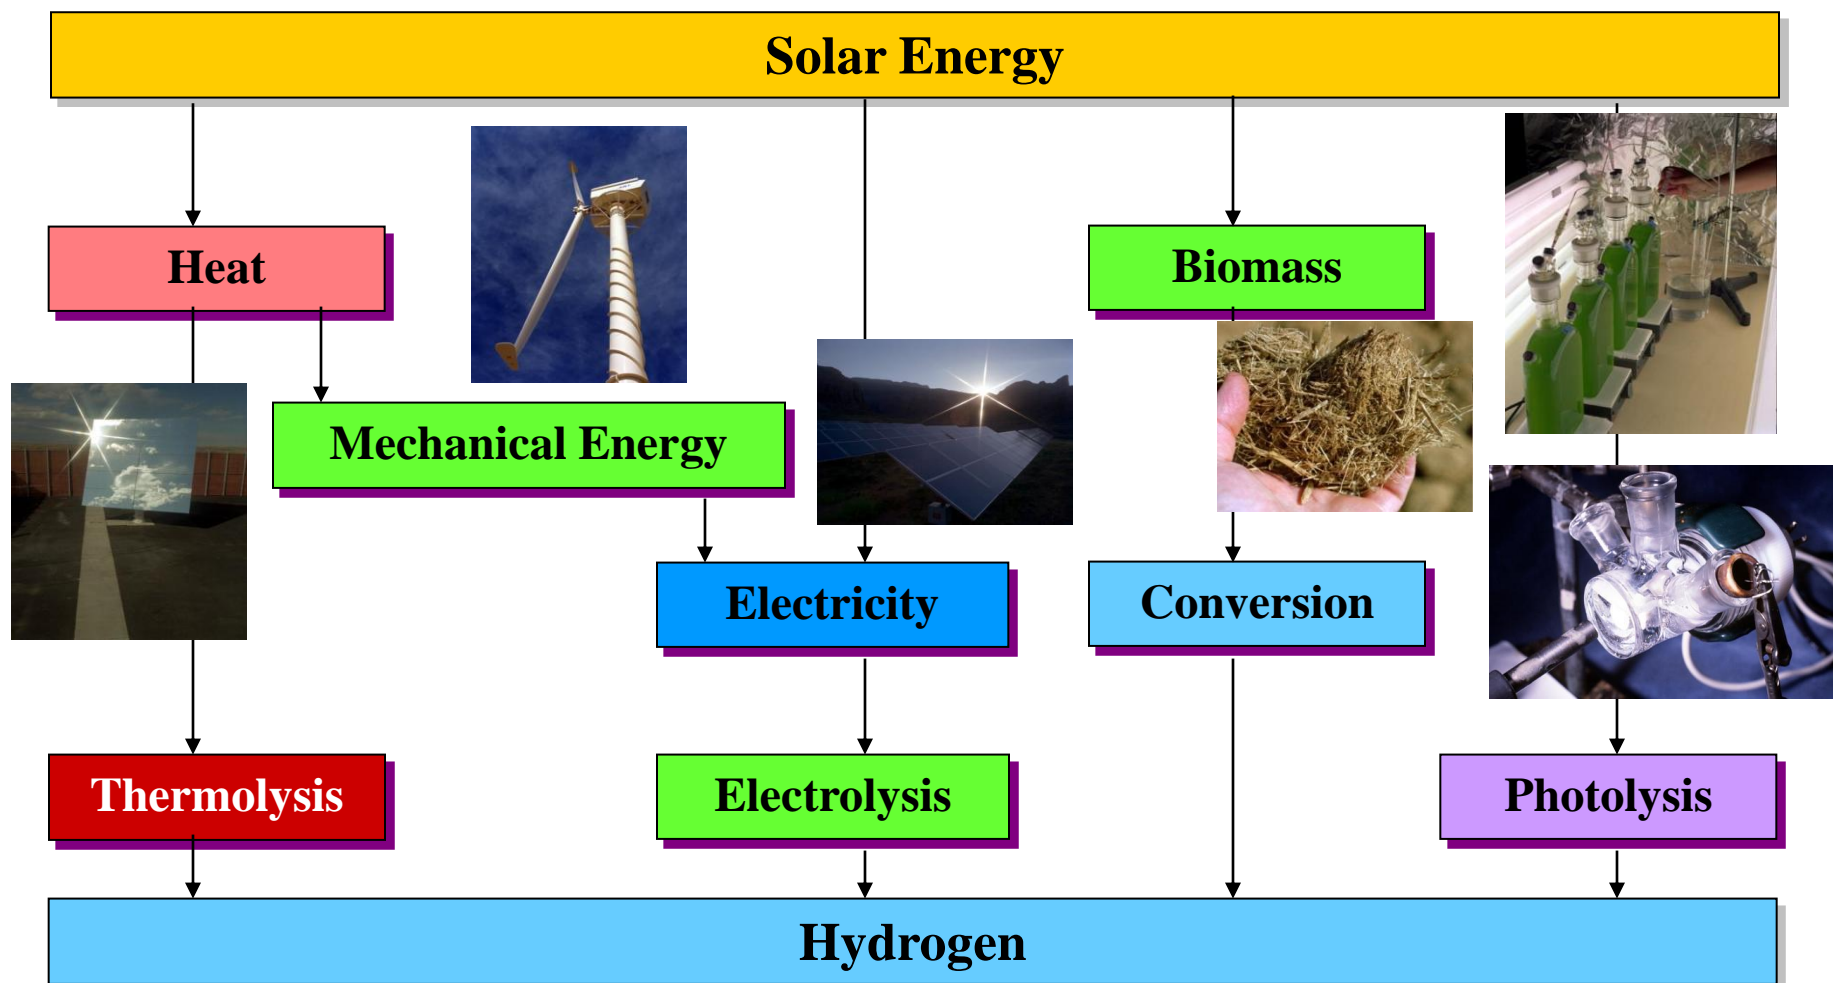 Solar Energy
Heat
Biomass
Mechanical Energy
Electricity
Conversion
Thermolysis
Electrolysis
Photolysis
Hydrogen